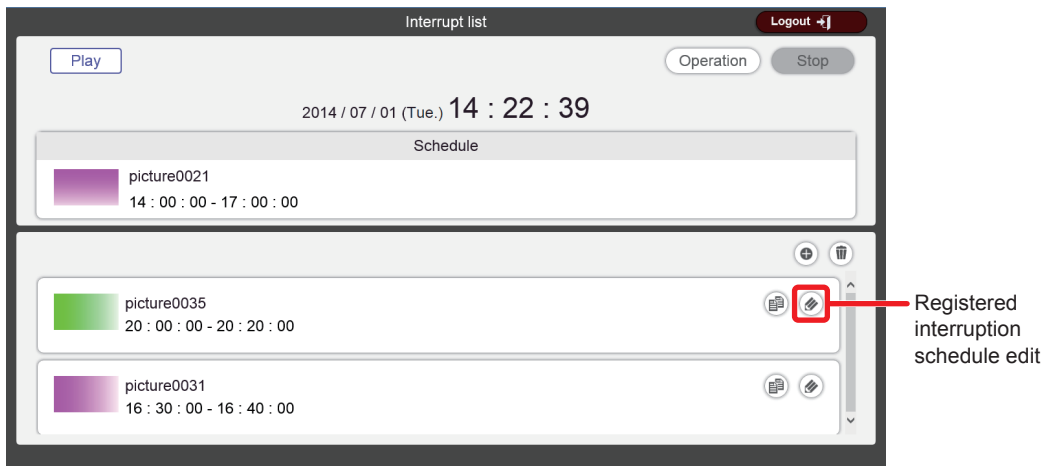 Interrupt list
Logout
Play
Operation
Stop
2014 / 07 / 01 (Tue.) 14 : 22 : 39
Schedule
picture0021
14 : 00 : 00 - 17 : 00 : 00
picture0035
20 : 00 : 00 - 20 : 20 : 00
picture0031
16 : 30 : 00 - 16 : 40 : 00
Registered
interruption
schedule edit